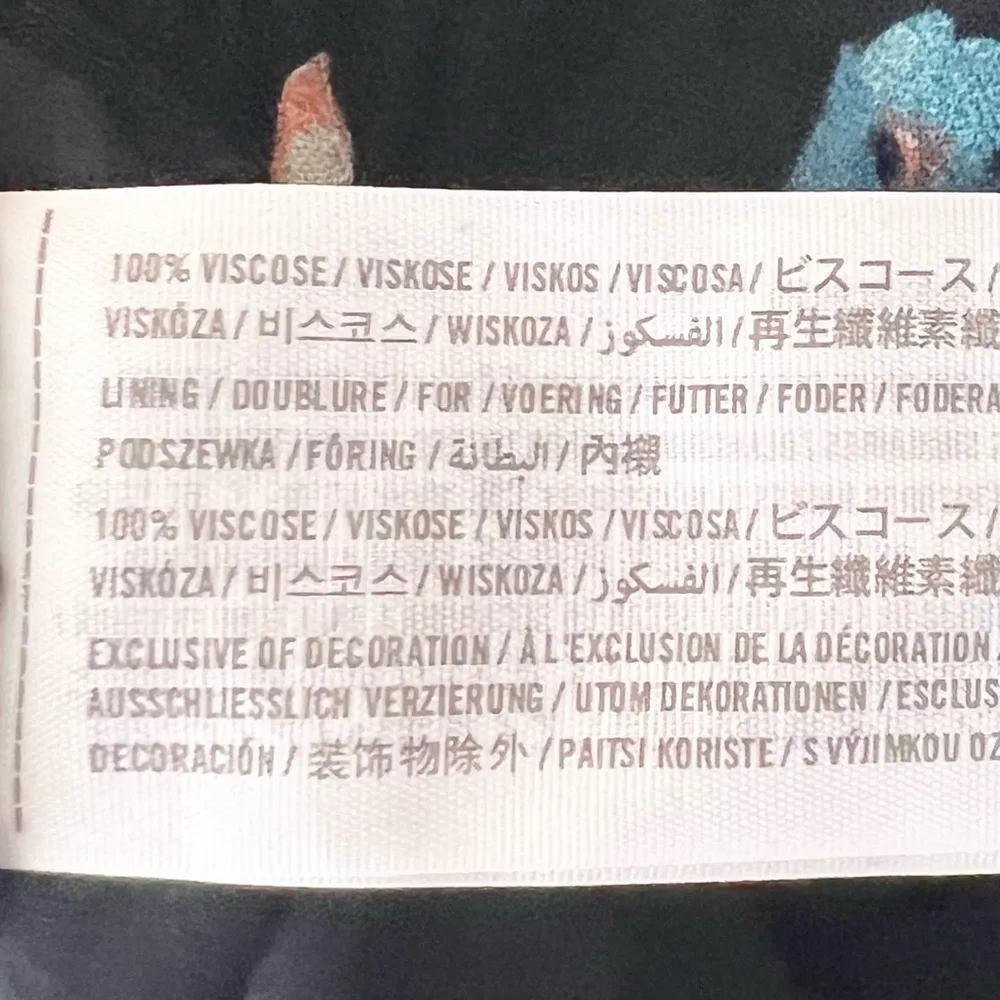 100% VISCOSE / VISKOSE / VISKOS / VISCOSA / ビスコース /
VISKÓZA / 비스코스 / WISKOZA / الفسكوز / 再生纖維素纖
LINING / DOUBLURE / FOR / VOERING / FUTTER / FODER / FODERA
PODSZEWKA / FÓRING / البطانة / 內襯
100% VISCOSE / VISKOSE / VISKOS / VISCOSA / ビスコース /
VISKÓZA / 비스코스 / WISKOZA / الفسكوز / 再生纖維素纖
EXCLUSIVE OF DECORATION / À L'EXCLUSION DE LA DÉCORATION /
AUSSCHLIESSLICH VERZIERUNG / UTOM DEKORATIONEN / ESCLUS
DECORACIÓN / 装饰物除外 / PAITSI KORISTE / S VÝJIMKOU OZ